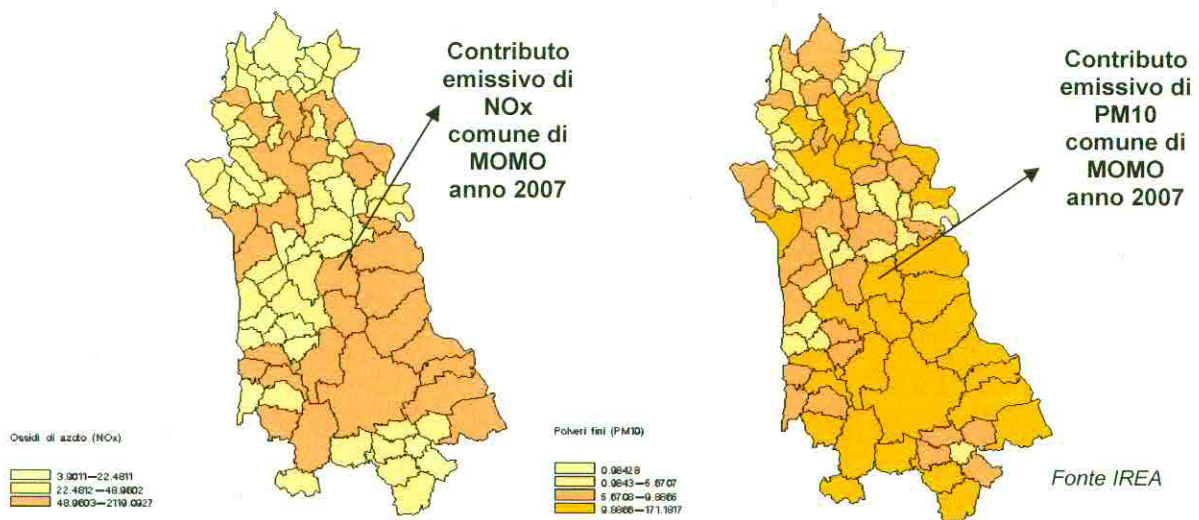 Contributo
emissivo di
NOx
comune di
MOMO
anno 2007
Contributo
emissivo di
PM10
comune di
MOMO
anno 2007
Ossidi di azoto (NOx)
3.9011—22.4811
22.4812—48.9602
48.9603—2119.0927
Polveri fini (PM10)
0.98428
0.9843—5.6707
5.6708—9.8865
9.8866—171.1817
Fonte IREA